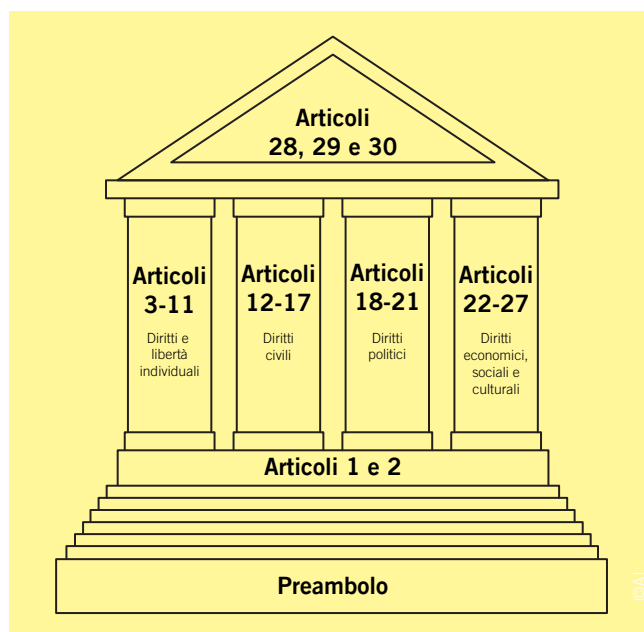 Articoli
28, 29 e 30
Articoli
3-11
Diritti e
libertà
individuali
Articoli
12-17
Diritti
civili
Articoli
18-21
Diritti
politici
Articoli
22-27
Diritti
economici,
sociali e
culturali
Articoli 1 e 2
Preambolo
©AI